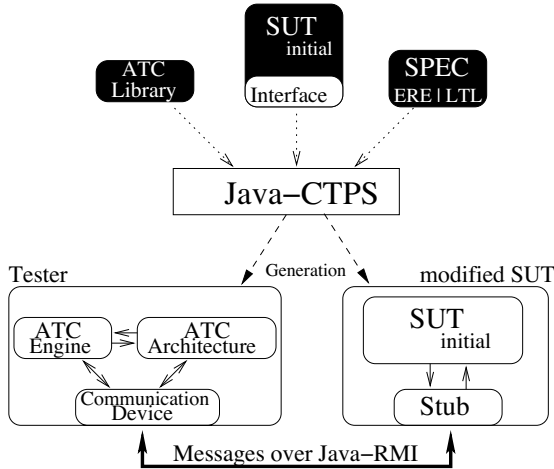 SUT
initial
Interface
ATC
Library
SPEC
ERE | LTL
Java-CTPS
Generation
Tester
modified SUT
ATC
Engine
ATC
Architecture
Communication
Device
SUT
initial
Stub
Messages over Java-RMI